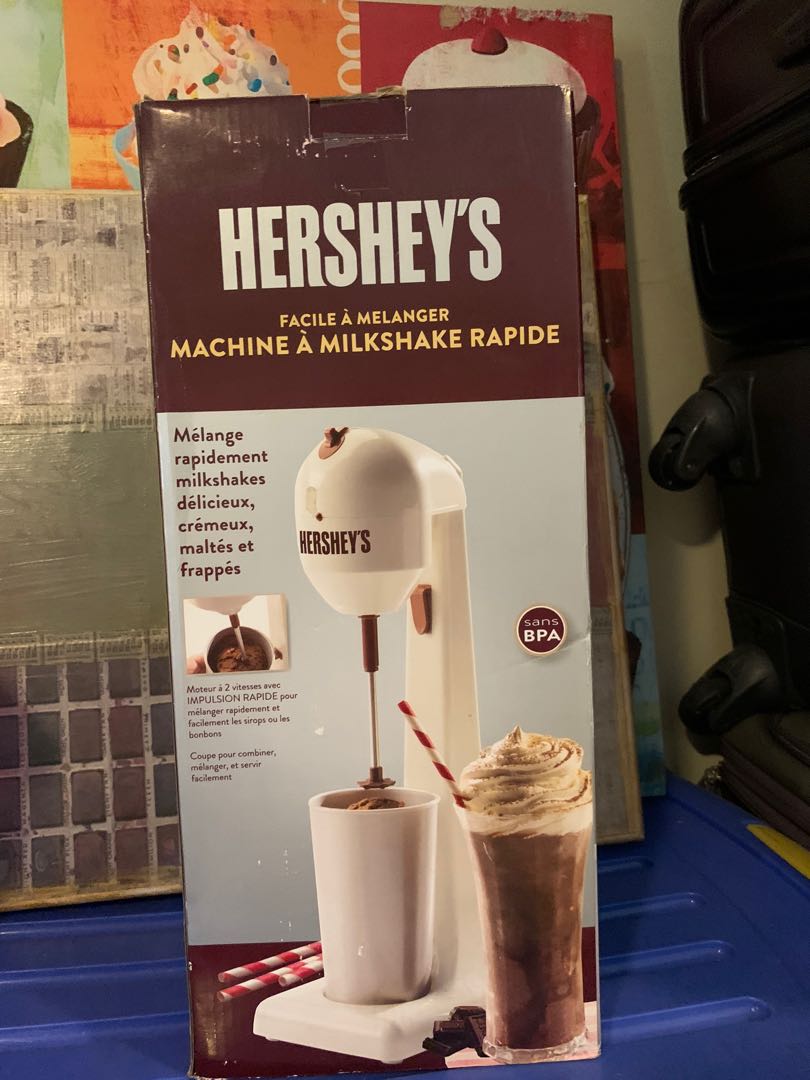 HERSHEY'S
FACILE À MELANGER
MACHINE À MILKSHAKE RAPIDE
Mélange
rapidement
milkshakes
délicieux,
crémeux,
maltés et
frappés
HERSHEY'S
sans
BPA
Moteur à 2 vitesses avec
IMPULSION RAPIDE pour
mélanger rapidement et
facilement les sirops ou les
bonbons
Coupe pour combiner,
mélanger, et servir
facilement